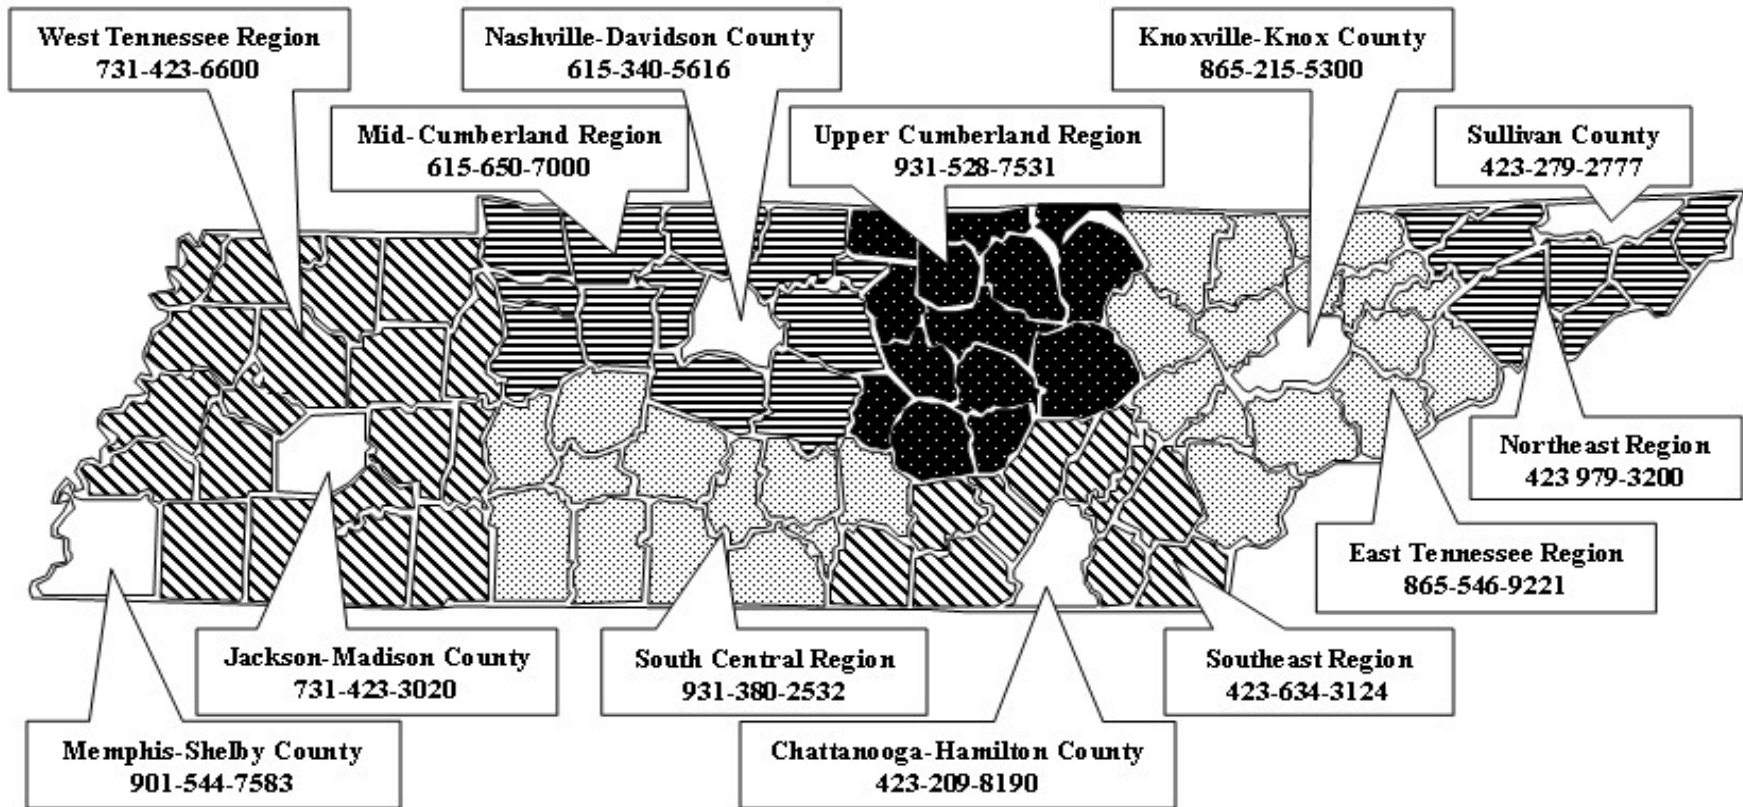 West Tennessee Region
731-423-6600
Nashville-Davidson County
615-340-5616
Knoxville-Knox County
865-215-5300
Mid-Cumberland Region
615-650-7000
Upper Cumberland Region
931-528-7531
Sullivan County
423-279-2777
Northeast Region
423 979-3200
East Tennessee Region
865-546-9221
Jackson-Madison County
731-423-3020
South Central Region
931-380-2532
Southeast Region
423-634-3124
Memphis-Shelby County
901-544-7583
Chattanooga-Hamilton County
423-209-8190